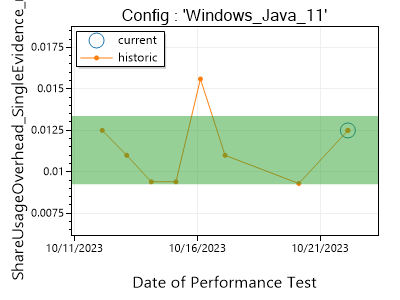 Config : 'Windows_Java_11'
ShareUsageOverhead_SingleEvidence_
current
historic
0.0175
0.015
0.0125
0.01
0.0075
10/11/2023
10/16/2023
10/21/2023
Date of Performance Test